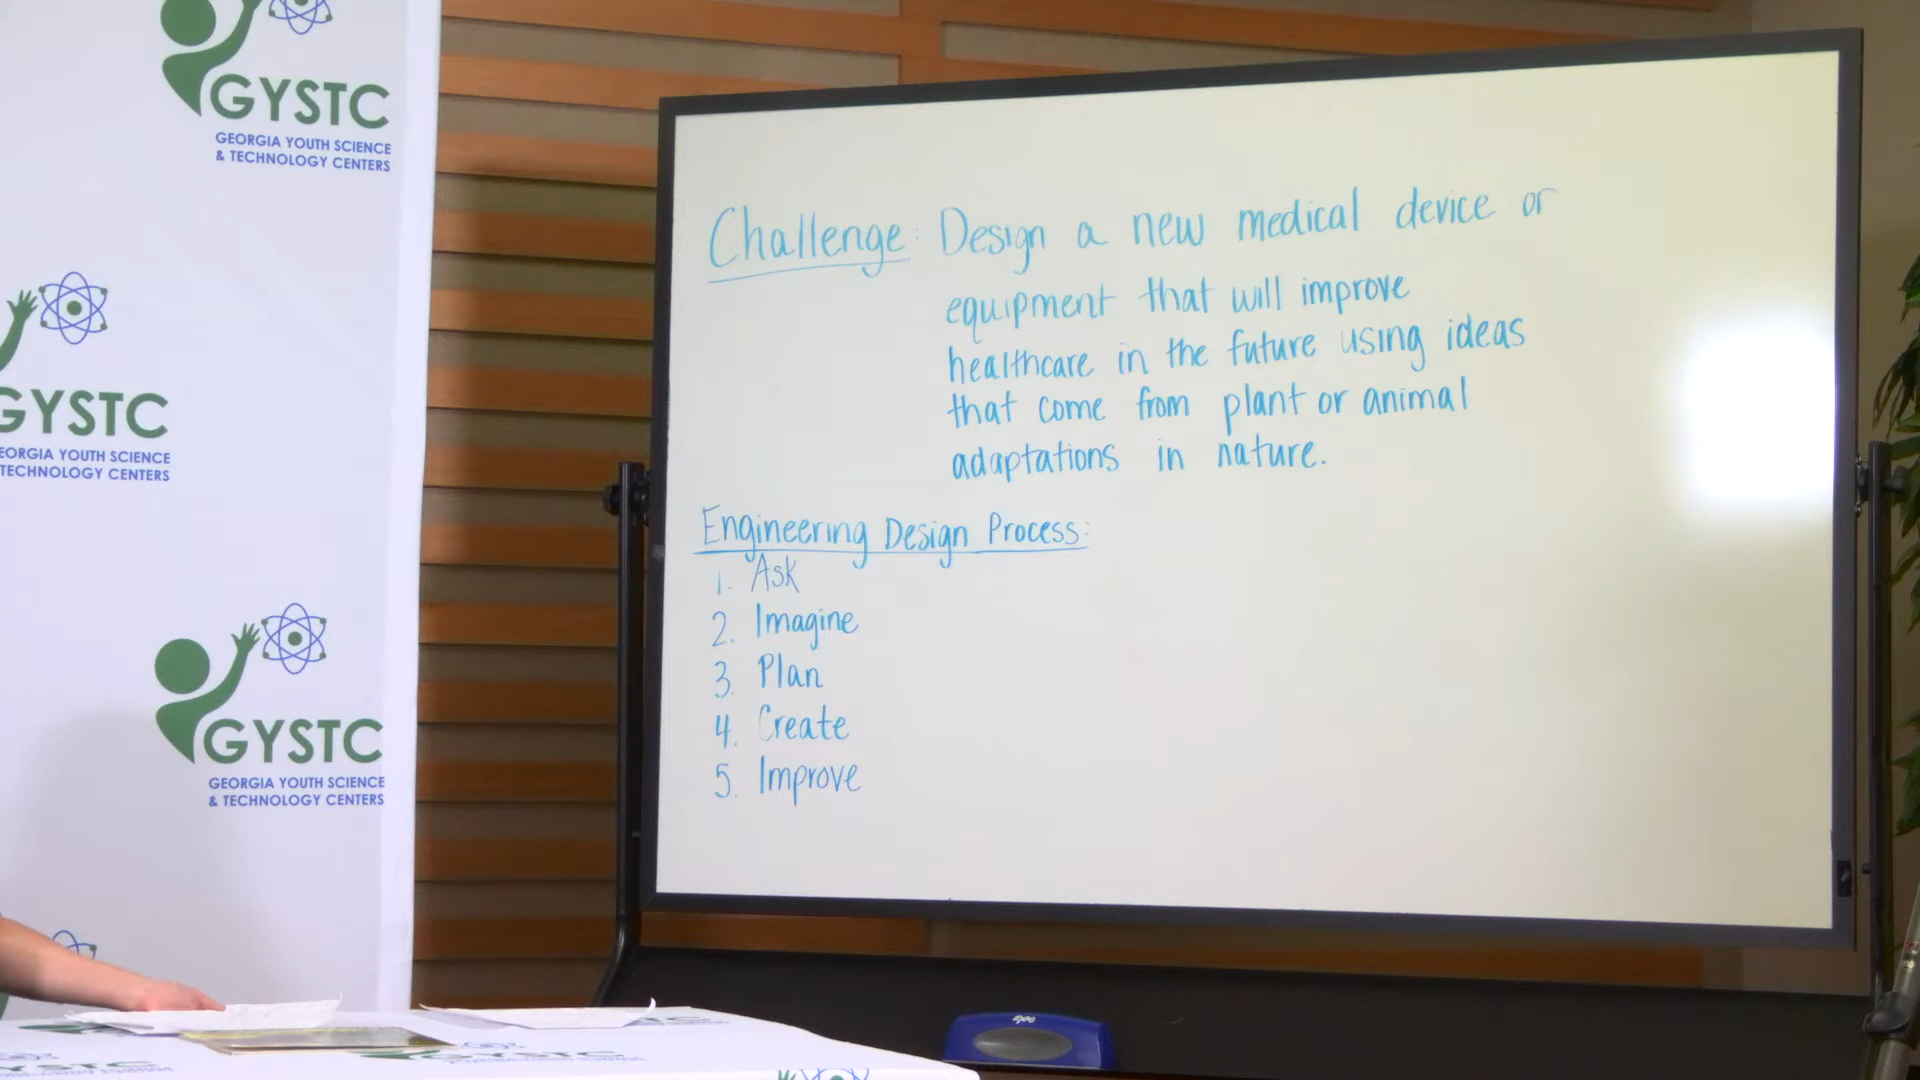 GYSTC
GEORGIA YOUTH SCIENCE
& TECHNOLOGY CENTERS
GYSTC
EORGIA YOUTH SCIENCE
TECHNOLOGY CENTERS
GYSTC
GEORGIA YOUTH SCIENCE
& TECHNOLOGY CENTERS
Challenge: Design a new medical device or
equipment that will improve
healthcare in the future using ideas
that come from plant or animal
adaptations in nature.
Engineering Design Process:
1. Ask
2. Imagine
3. Plan
4. Create
5. Improve
expo